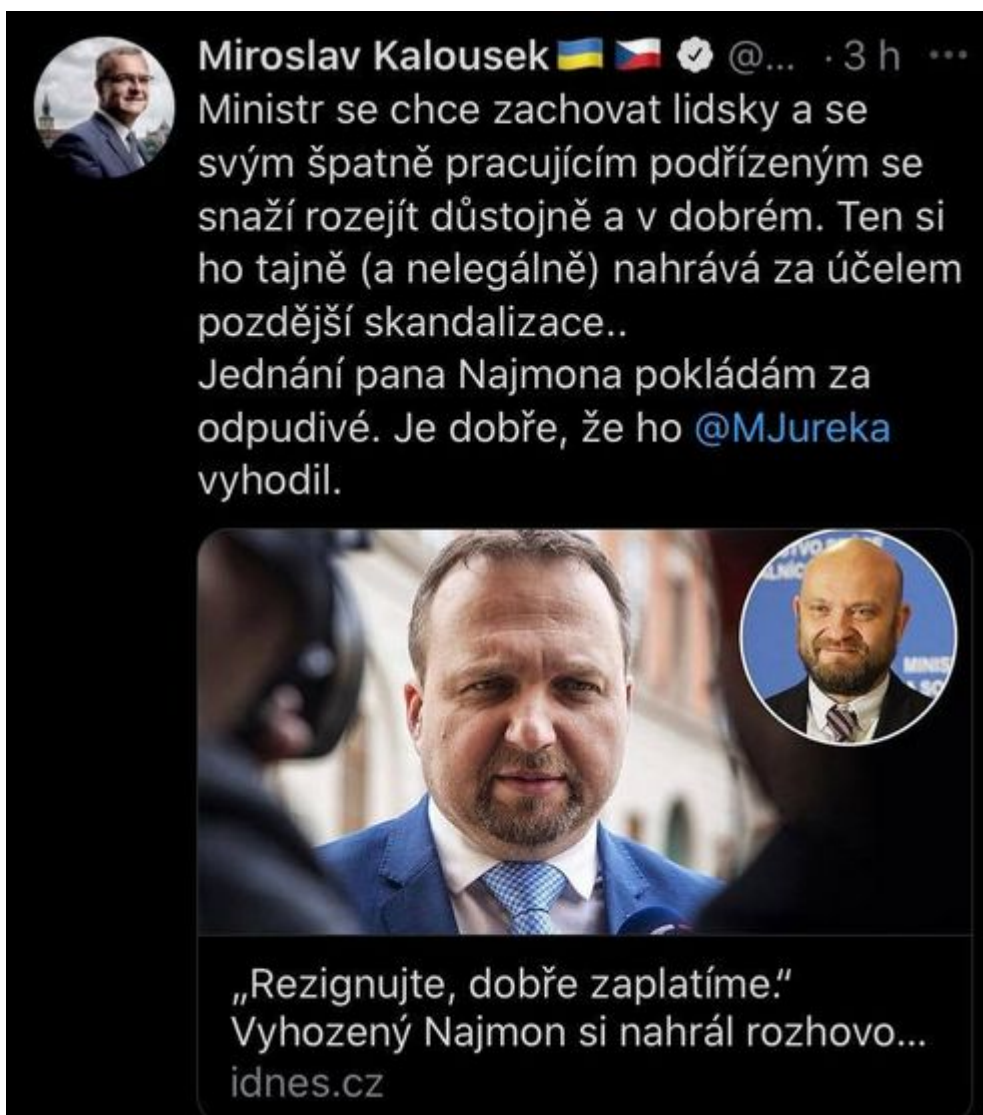 Miroslav Kalousek🇺🇦 🇨🇿 @... · 3 h ···
Ministr se chce zachovat lidsky a se
svým špatně pracujícím podřízeným se
snaží rozejít důstojně a v dobrém. Ten si
ho tajně (a nelegálně) nahrává za účelem
pozdější skandalizace..
Jednání pana Najmona pokládám za
odpudivé. Je dobře, že ho @MJureka
vyhodil.
MINIS
„Rezignujte, dobře zaplatíme.“
Vyhozený Najmon si nahrál rozhovo...
idnes.cz